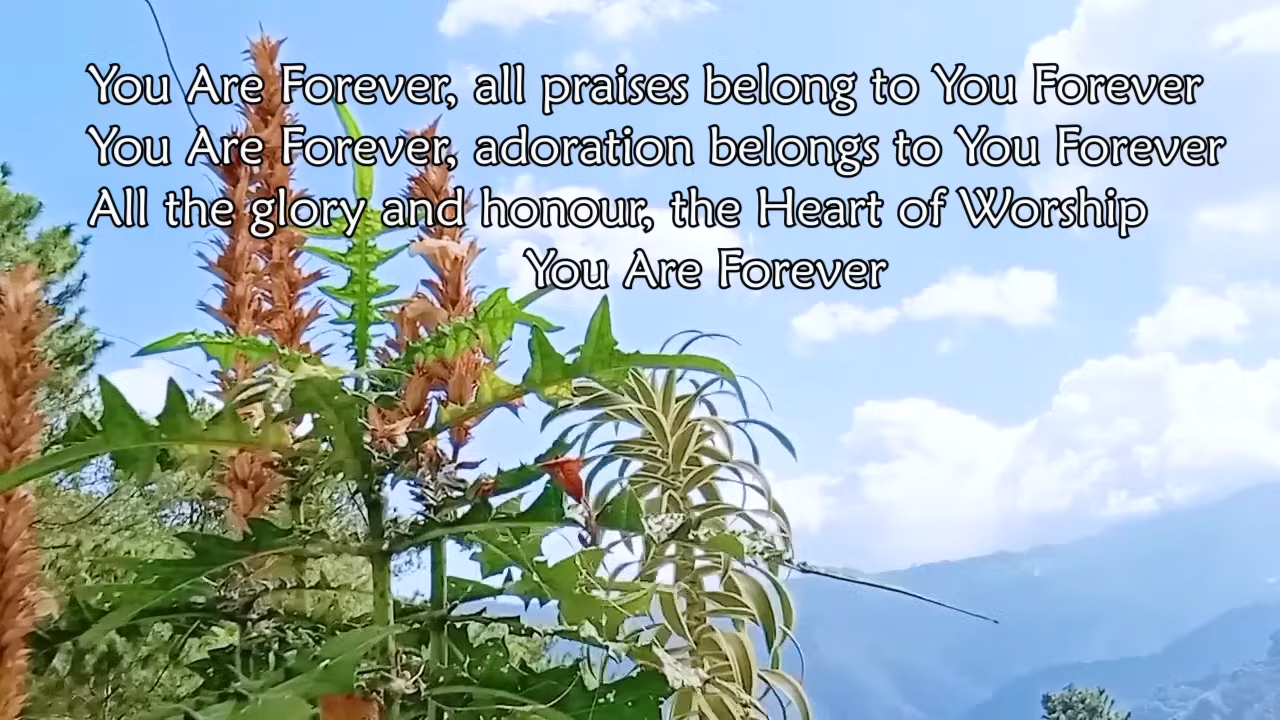 You Are Forever, all praises belong to You Forever
You Are Forever, adoration belongs to You Forever
All the glory and honour, the Heart of Worship
You Are Forever